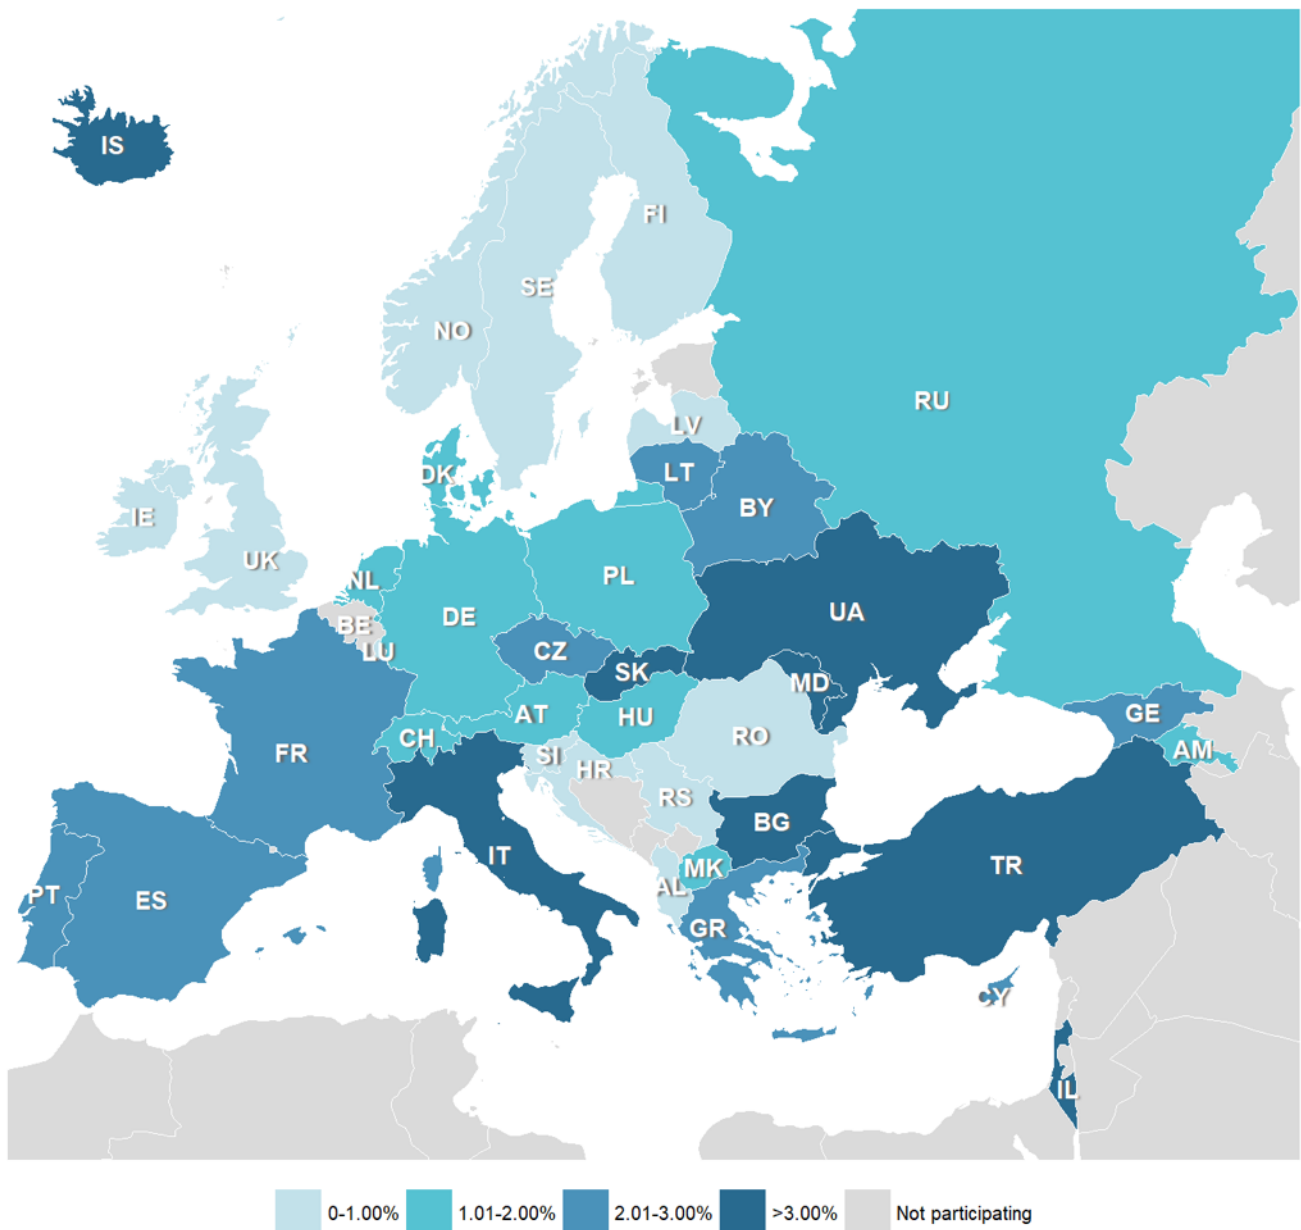 IS
FI
SE
NO
RU
LV
DK
LT
BY
IE
UK
NL
PL
DE
BE
UA
LU
CZ
SK
MD
AT
HU
GE
CH
RO
AM
FR
SI
HR
RS
BG
IT
TR
MK
PT
ES
AL
GR
CY
IL
0-1.00% 1.01-2.00% 2.01-3.00% >3.00% Not participating